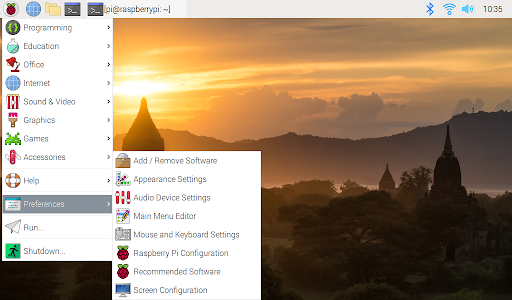 [pi@raspberrypi: ~]
10:35
Programming
Education
Office
Internet
Sound & Video
Graphics
Games
Accessories
Help
Preferences
Run...
Shutdown...
Add / Remove Software
Appearance Settings
Audio Device Settings
Main Menu Editor
Mouse and Keyboard Settings
Raspberry Pi Configuration
Recommended Software
Screen Configuration